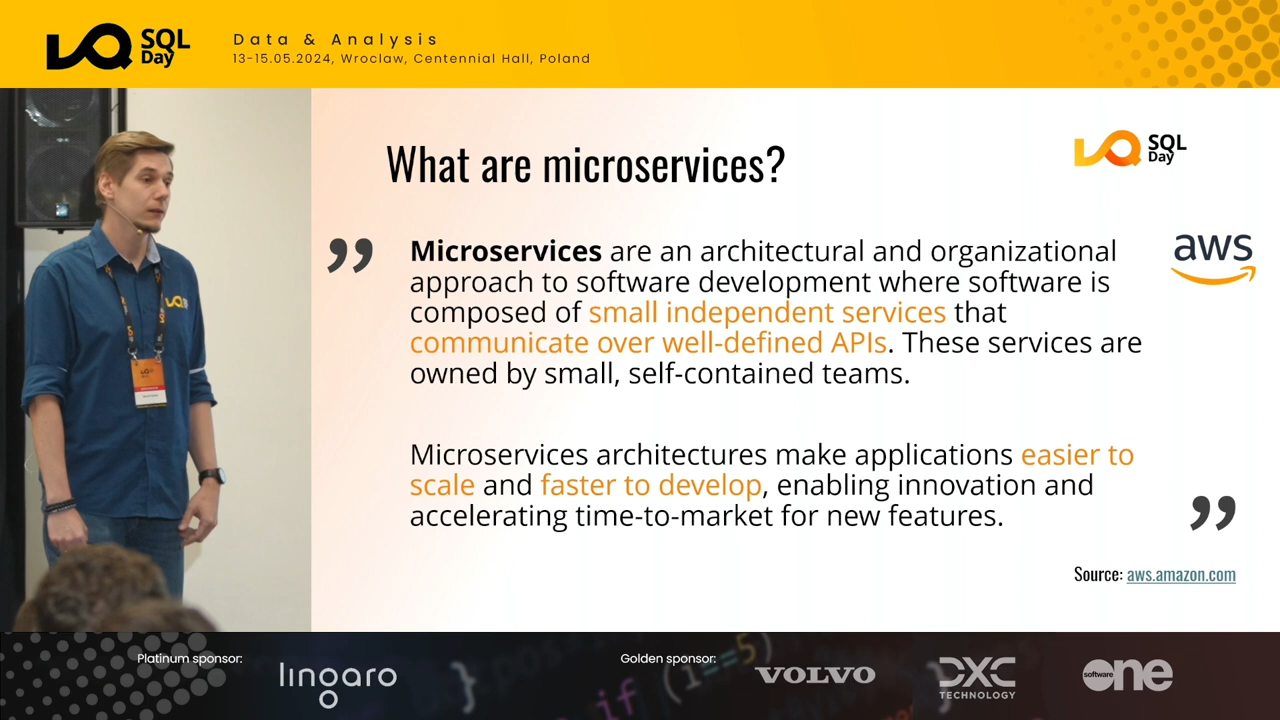 SQL
Day
Data & Analysis
13-15.05.2024, Wroclaw, Centennial Hall, Poland
What are microservices?
SQL
Day
aws
”
Microservices are an architectural and organizational
approach to software development where software is
composed of small independent services that
communicate over well-defined APIs. These services are
owned by small, self-contained teams.
Microservices architectures make applications easier to
scale and faster to develop, enabling innovation and
accelerating time-to-market for new features.
”
Source: aws.amazon.com
Platinum sponsor:
lingaro
Golden sponsor:
VOLVO
DXC
TECHNOLOGY
software one
}
if (i==5)
}